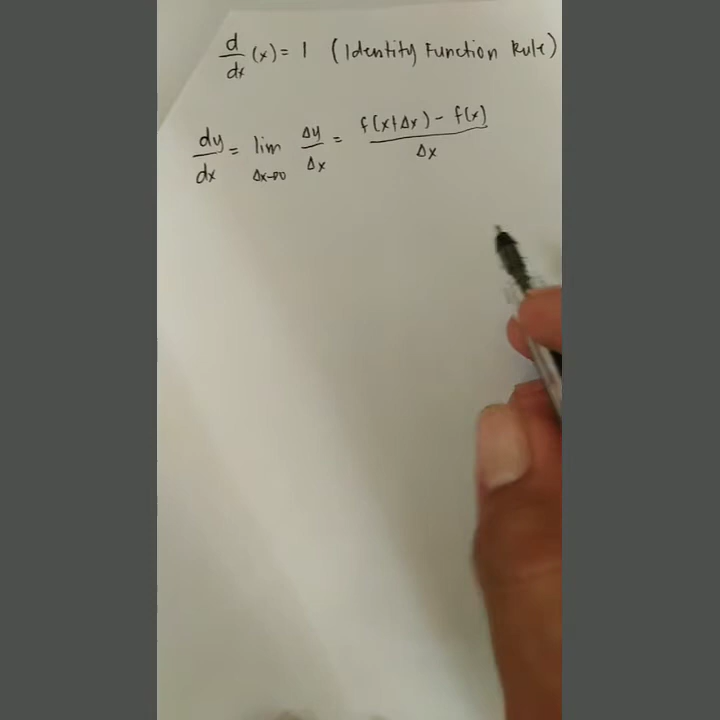 d/dx (x) = 1 (Identity Function Rule)
dy/dx = lim Δx→0 Δy/Δx = f(x+Δx) - f(x)/Δx